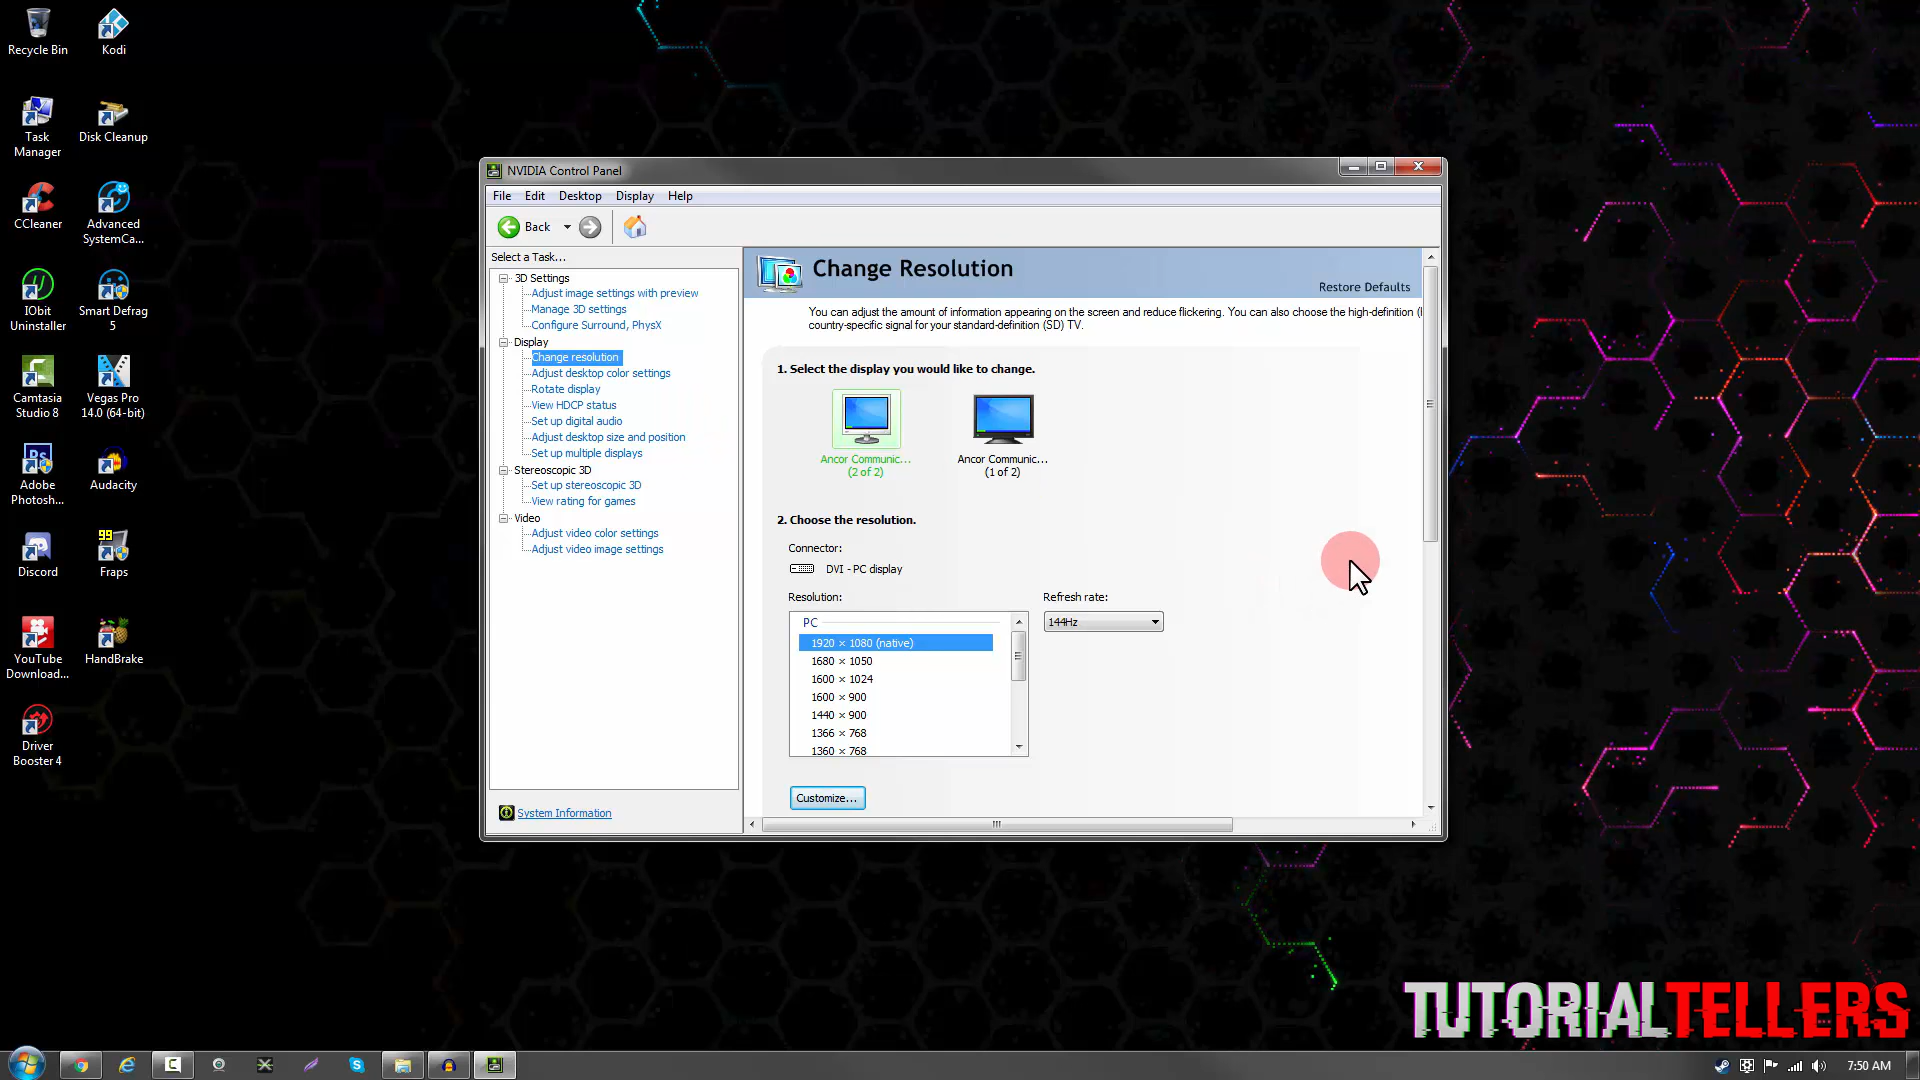 Recycle Bin
Kodi
Task
Manager
Disk Cleanup
CCleaner
Advanced
SystemCa...
IObit
Uninstaller
Smart Defrag
5
Camtasia
Studio 8
Vegas Pro
14.0 (64-bit)
Adobe
Photosh...
Audacity
Discord
99
Fraps
YouTube
Download...
HandBrake
Driver
Booster 4
NVIDIA Control Panel
File Edit Desktop Display Help
Back
Select a Task...
3D Settings
Adjust image settings with preview
Manage 3D settings
Configure Surround, PhysX
Display
Change resolution
Adjust desktop color settings
Rotate display
View HDCP status
Set up digital audio
Adjust desktop size and position
Set up multiple displays
Stereoscopic 3D
Set up stereoscopic 3D
View rating for games
Video
Adjust video color settings
Adjust video image settings
System Information
Change Resolution
Restore Defaults
You can adjust the amount of information appearing on the screen and reduce flickering. You can also choose the high-definition (
country-specific signal for your standard-definition (SD) TV.
1. Select the display you would like to change.
Ancor Communic...
(2 of 2)
Ancor Communic...
(1 of 2)
2. Choose the resolution.
Connector:
DVI - PC display
Resolution:
Refresh rate:
PC
144Hz
1920 × 1080 (native)
1680 × 1050
1600 × 1024
1600 × 900
1440 × 900
1366 × 768
1360 × 768
Customize...
TUTORIALTELLERS
7:50 AM